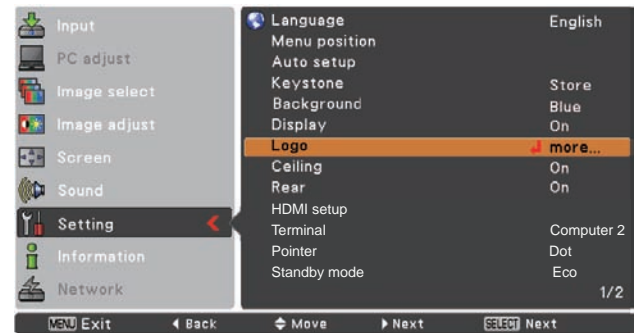 Input
PC adjust
Image select
Image adjust
Screen
Sound
Setting
Information
Network
Language English
Menu position
Auto setup
Keystone Store
Background Blue
Display On
Logo more...
Ceiling On
Rear On
HDMI setup
Terminal Computer 2
Pointer Dot
Standby mode Eco
1/2
MENU Exit Back Move Next SELECT Next